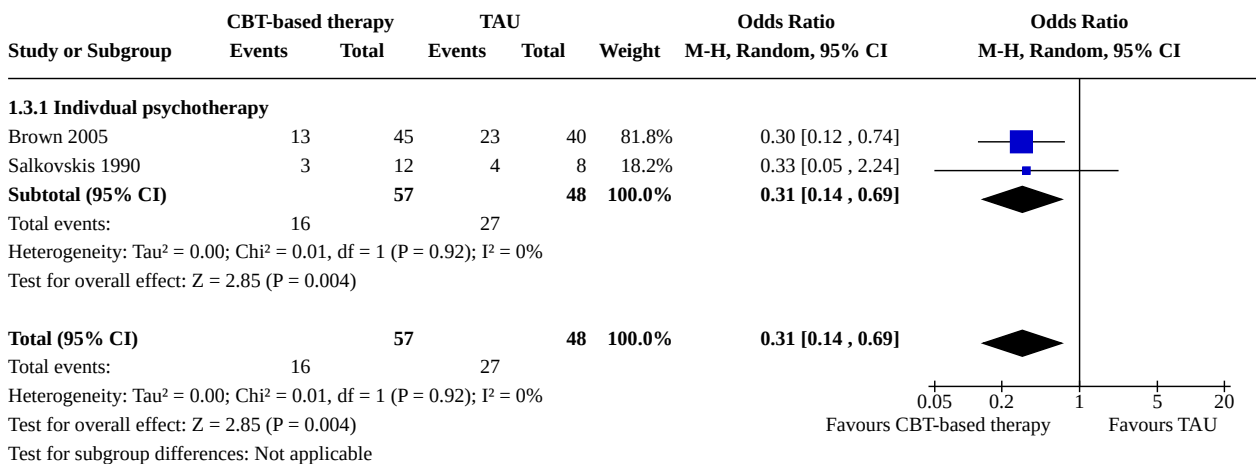 CBT-based therapy TAU Odds Ratio Odds Ratio
Study or Subgroup Events Total Events Total Weight M-H, Random, 95% CI M-H, Random, 95% CI
1.3.1 Indivdual psychotherapy
Brown 2005 13 45 23 40 81.8% 0.30 [0.12 , 0.74]
Salkovskis 1990 3 12 4 8 18.2% 0.33 [0.05 , 2.24]
Subtotal (95% CI) 57 48 100.0% 0.31 [0.14 , 0.69]
Total events: 16 27
Heterogeneity: Tau² = 0.00; Chi² = 0.01, df = 1 (P = 0.92); I² = 0%
Test for overall effect: Z = 2.85 (P = 0.004)
Total (95% CI) 57 48 100.0% 0.31 [0.14 , 0.69]
Total events: 16 27
Heterogeneity: Tau² = 0.00; Chi² = 0.01, df = 1 (P = 0.92); I² = 0%
0.05 0.2 1 5 20
Test for overall effect: Z = 2.85 (P = 0.004) Favours CBT-based therapy Favours TAU
Test for subgroup differences: Not applicable